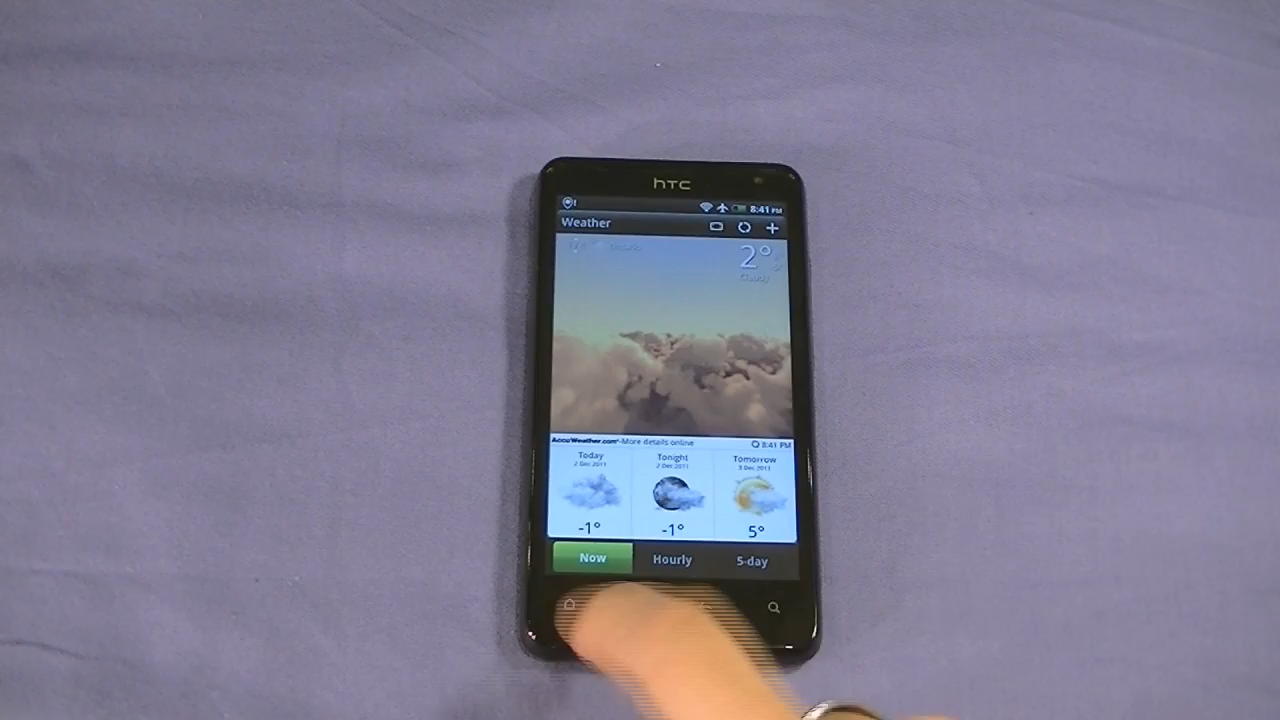 hTC
8:41 PM
Weather
2°
Cloudy
AccuWeather.com®-More details online 8:41 PM
Today Tonight Tomorrow
2 Dec 2011 2 Dec 2011 3 Dec 2011
-1° -1° 5°
Now Hourly 5-day